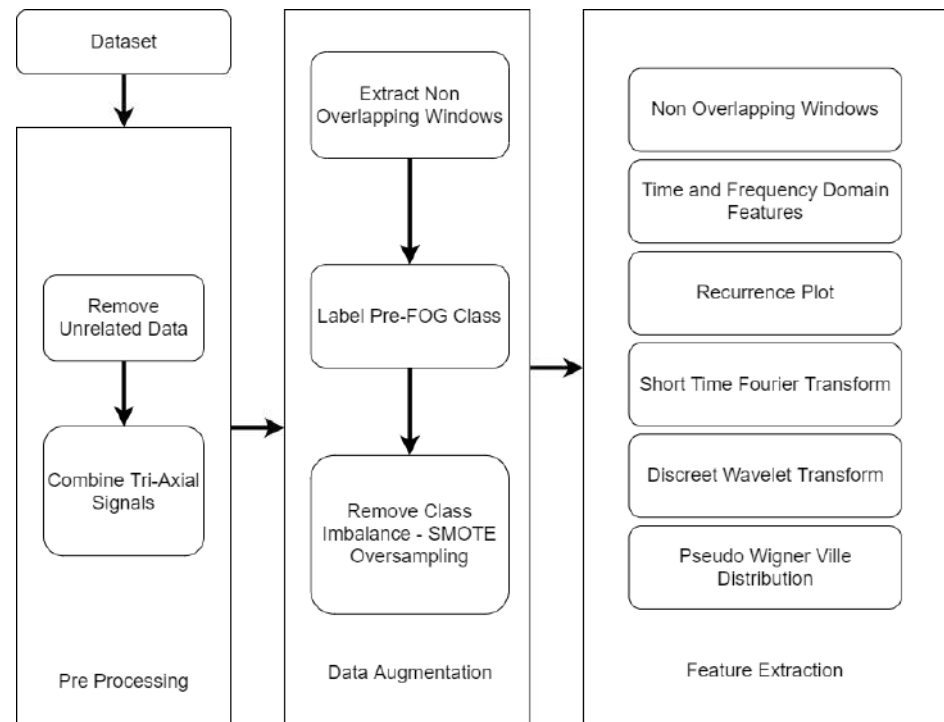 Dataset
Remove
Unrelated Data
Combine Tri-Axial
Signals
Pre Processing
Extract Non
Overlapping Windows
Label Pre-FOG Class
Remove Class
Imbalance - SMOTE
Oversampling
Data Augmentation
Non Overlapping Windows
Time and Frequency Domain
Features
Recurrence Plot
Short Time Fourier Transform
Discreet Wavelet Transform
Pseudo Wigner Ville
Distribution
Feature Extraction